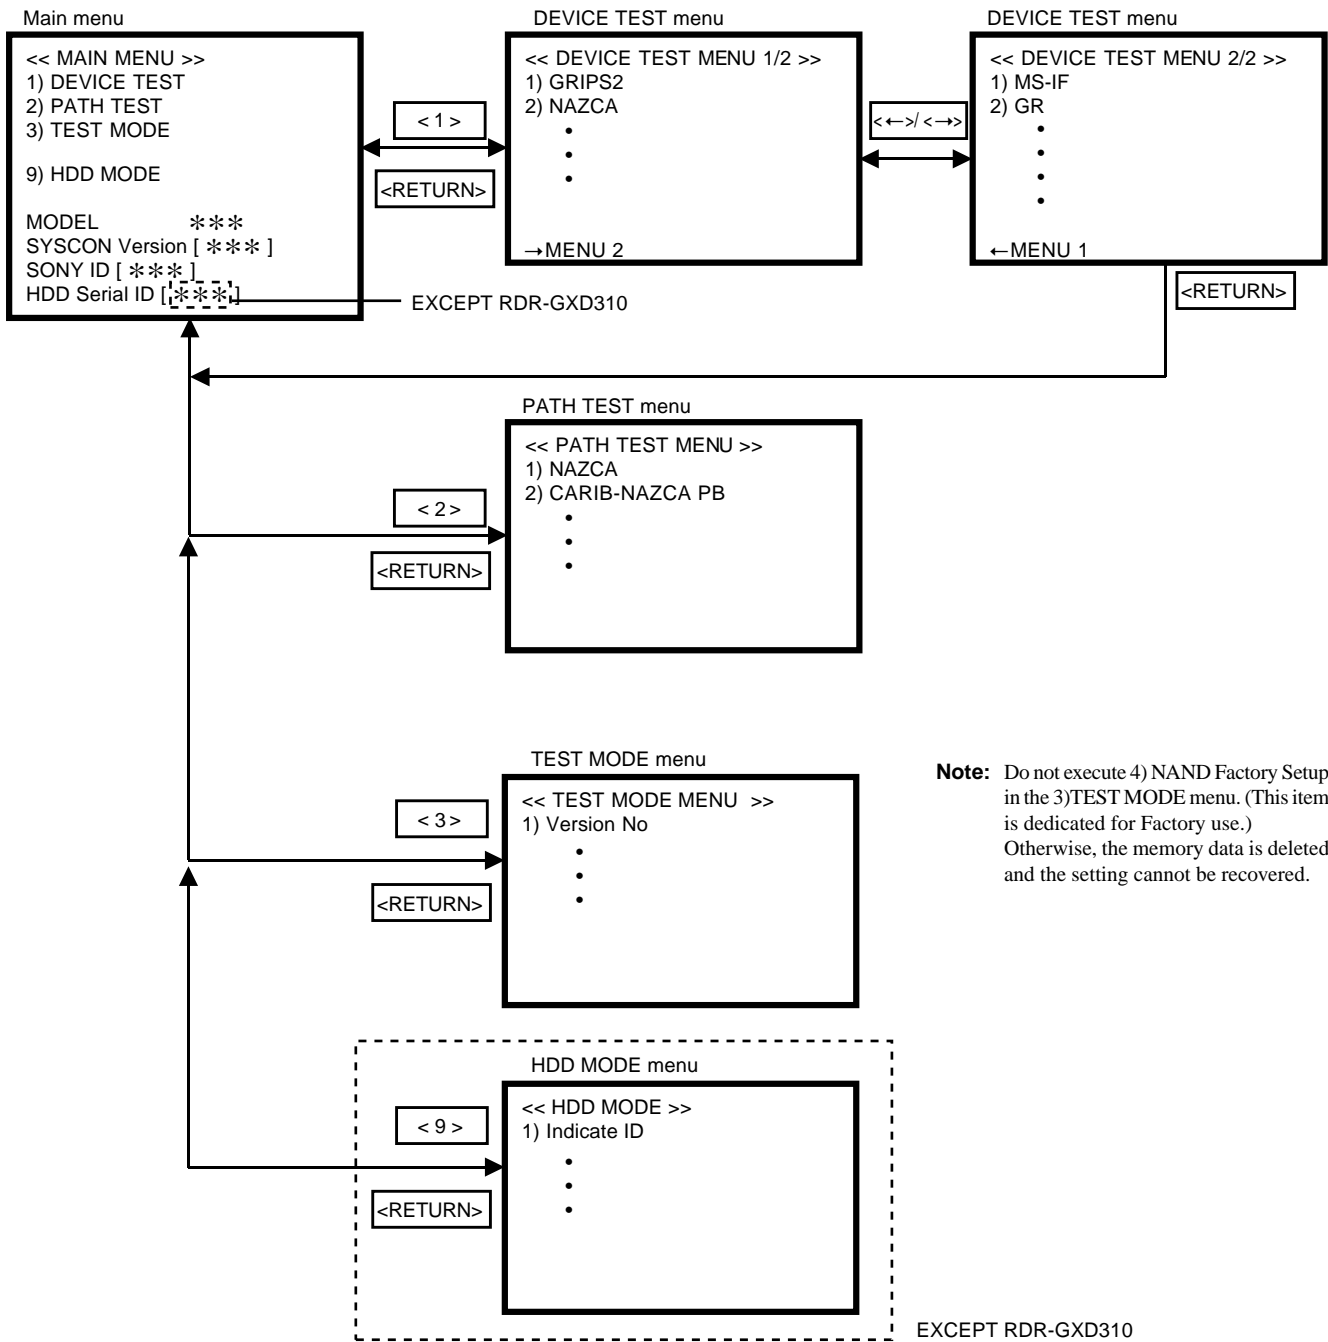 Main menu
<< MAIN MENU >>
1) DEVICE TEST
2) PATH TEST
3) TEST MODE
9) HDD MODE
MODEL ***
SYSCON Version [ *** ]
SONY ID [ *** ]
HDD Serial ID [ *** ]
EXCEPT RDR-GXD310
< 1 >
<RETURN>
DEVICE TEST menu
<< DEVICE TEST MENU 1/2 >>
1) GRIPS2
2) NAZCA
•
•
•
→MENU 2
<←>/<→>
DEVICE TEST menu
<< DEVICE TEST MENU 2/2 >>
1) MS-IF
2) GR
•
•
•
•
←MENU 1
<RETURN>
PATH TEST menu
< 2 >
<RETURN>
<< PATH TEST MENU >>
1) NAZCA
2) CARIB-NAZCA PB
•
•
•
TEST MODE menu
< 3 >
<RETURN>
<< TEST MODE MENU >>
1) Version No
•
•
•
Note: Do not execute 4) NAND Factory Setup
in the 3)TEST MODE menu. (This item
is dedicated for Factory use.)
Otherwise, the memory data is deleted
and the setting cannot be recovered.
HDD MODE menu
< 9 >
<RETURN>
<< HDD MODE >>
1) Indicate ID
•
•
•
EXCEPT RDR-GXD310